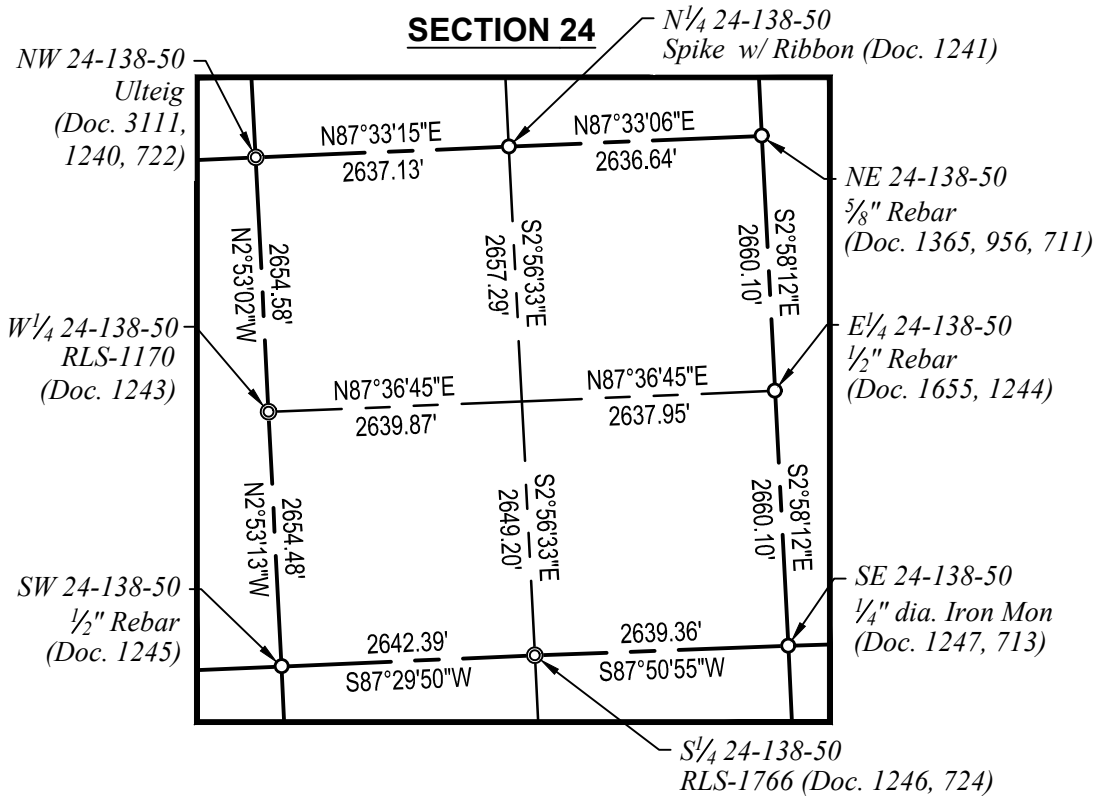 SECTION 24
NW 24-138-50
Ulteig
(Doc. 3111,
1240, 722)
N¼ 24-138-50
Spike w/ Ribbon (Doc. 1241)
N87°33'15"E
2637.13'
N87°33'06"E
2636.64'
NE 24-138-50
⅝" Rebar
(Doc. 1365, 956, 711)
2654.58'
N2°53'02"W
S2°56'33"E
2657.29'
S2°58'12"E
2660.10'
W¼ 24-138-50
RLS-1170
(Doc. 1243)
N87°36'45"E
2639.87'
N87°36'45"E
2637.95'
E¼ 24-138-50
½" Rebar
(Doc. 1655, 1244)
2654.48'
N2°53'13"W
S2°56'33"E
2649.20'
S2°58'12"E
2660.10'
SW 24-138-50
½" Rebar
(Doc. 1245)
2642.39'
S87°29'50"W
2639.36'
S87°50'55"W
SE 24-138-50
¼" dia. Iron Mon
(Doc. 1247, 713)
S¼ 24-138-50
RLS-1766 (Doc. 1246, 724)